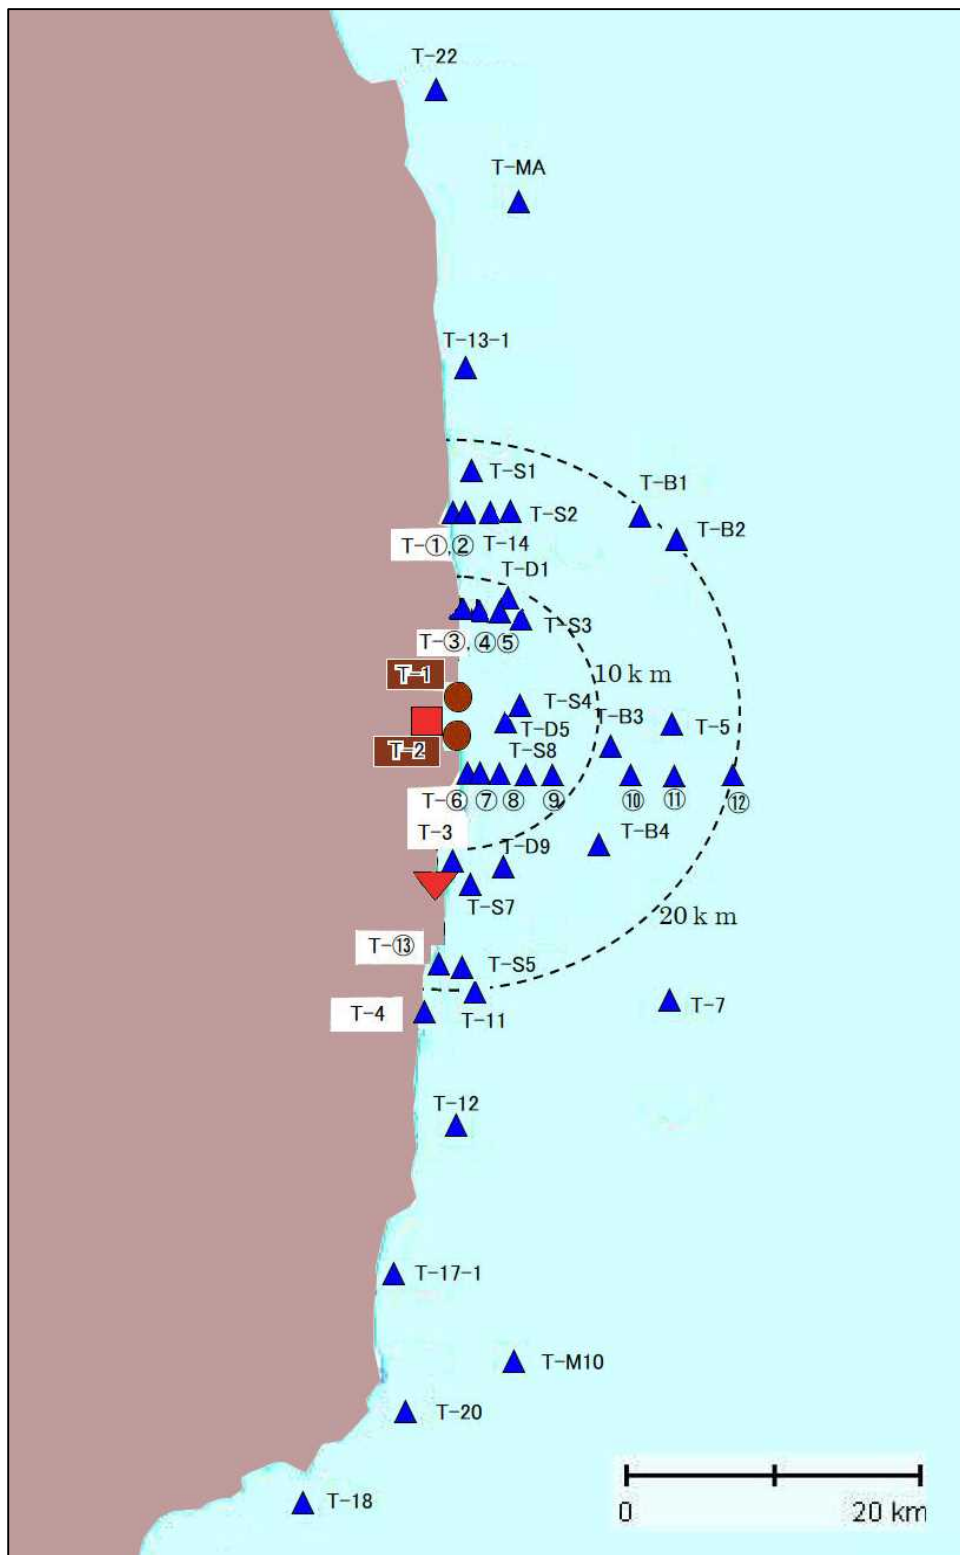 T-22
T-MA
T-13-1
T-S1
T-B1
T-S2
T-B2
T-①,②
T-14
T-D1
T-S3
T-③,④⑤
T-1
10 km
T-S4
T-B3
T-5
T-D5
T-2
T-S8
T-⑥ ⑦ ⑧ ⑨ ⑩ ⑪ ⑫
T-3
T-B4
T-D9
T-S7
20 km
T-⑬
T-S5
T-7
T-4
T-11
T-12
T-17-1
T-M10
T-20
T-18
0
20 km